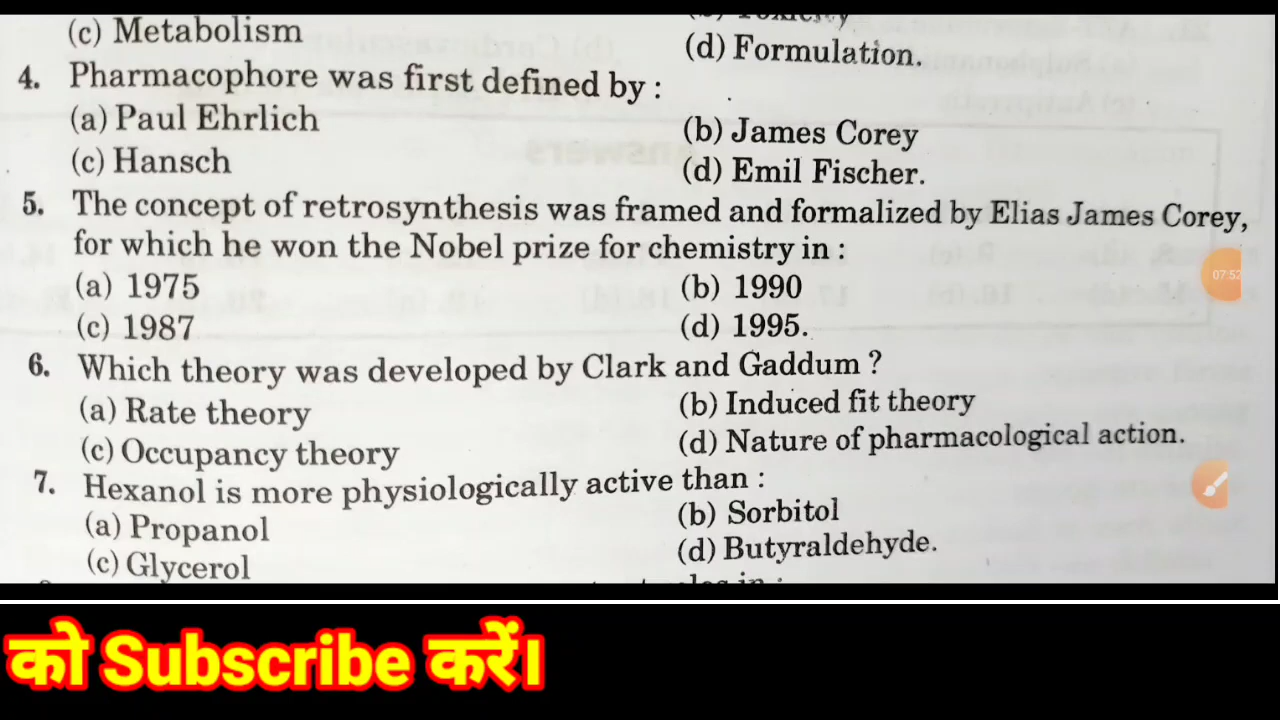 (c) Metabolism
(d) Formulation.
4. Pharmacophore was first defined by :
(a) Paul Ehrlich (b) James Corey
(c) Hansch (d) Emil Fischer.
5. The concept of retrosynthesis was framed and formalized by Elias James Corey,
for which he won the Nobel prize for chemistry in :
(a) 1975 (b) 1990
(c) 1987 (d) 1995.
6. Which theory was developed by Clark and Gaddum ?
(a) Rate theory (b) Induced fit theory
(c) Occupancy theory (d) Nature of pharmacological action.
7. Hexanol is more physiologically active than :
(a) Propanol (b) Sorbitol
(c) Glycerol (d) Butyraldehyde.
07:52
को Subscribe करें।